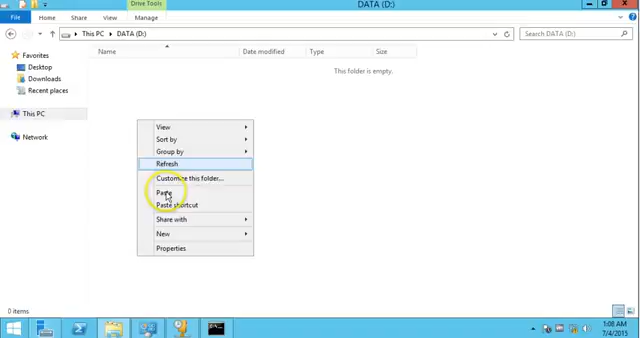 Drive Tools
DATA (D:)
File
Home
Share
View
Manage
This PC
DATA (D:)
Search DATA (D:)
Name
Date modified
Type
Size
Favorites
Desktop
Downloads
Recent places
This PC
Network
This folder is empty.
View
Sort by
Group by
Refresh
Customize this folder...
Paste
Paste shortcut
Share with
New
Properties
0 items
1:08 AM
7/4/2015